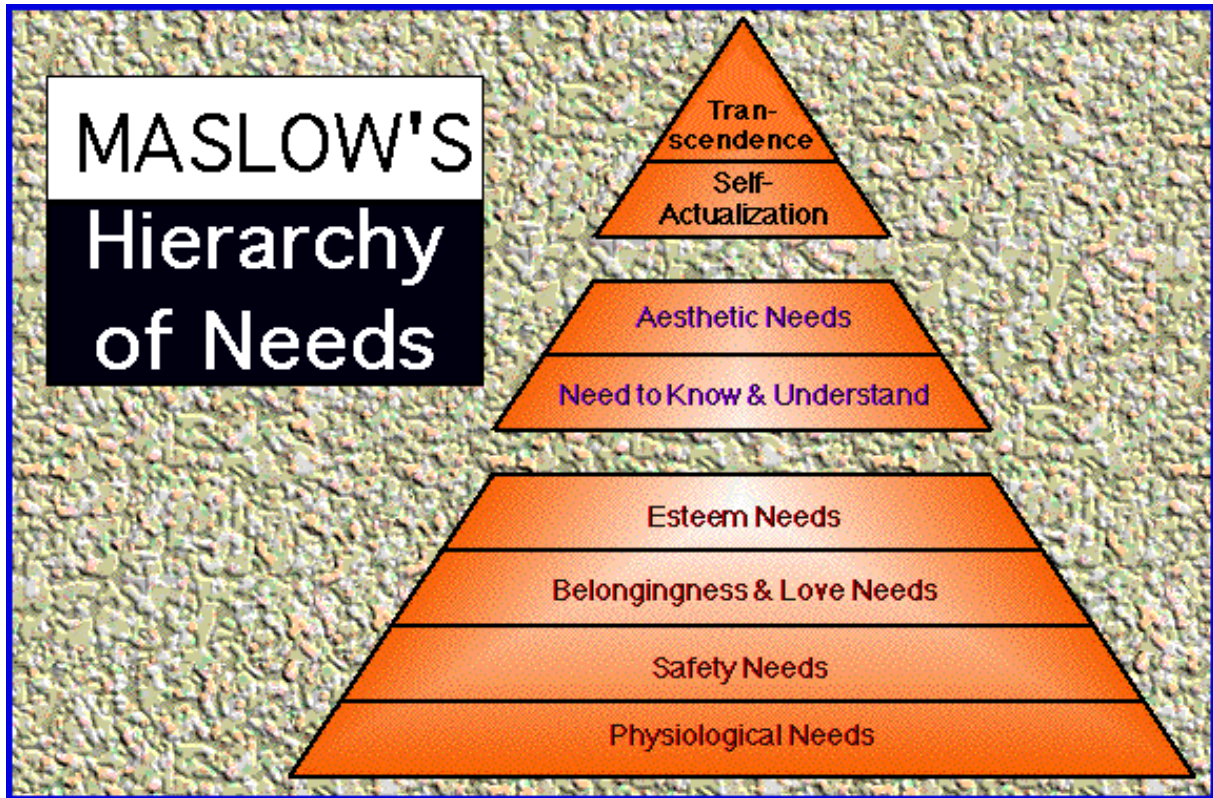 MASLOW'S
Hierarchy
of Needs
Tran-
scendence
Self-
Actualization
Aesthetic Needs
Need to Know & Understand
Esteem Needs
Belongingness & Love Needs
Safety Needs
Physiological Needs